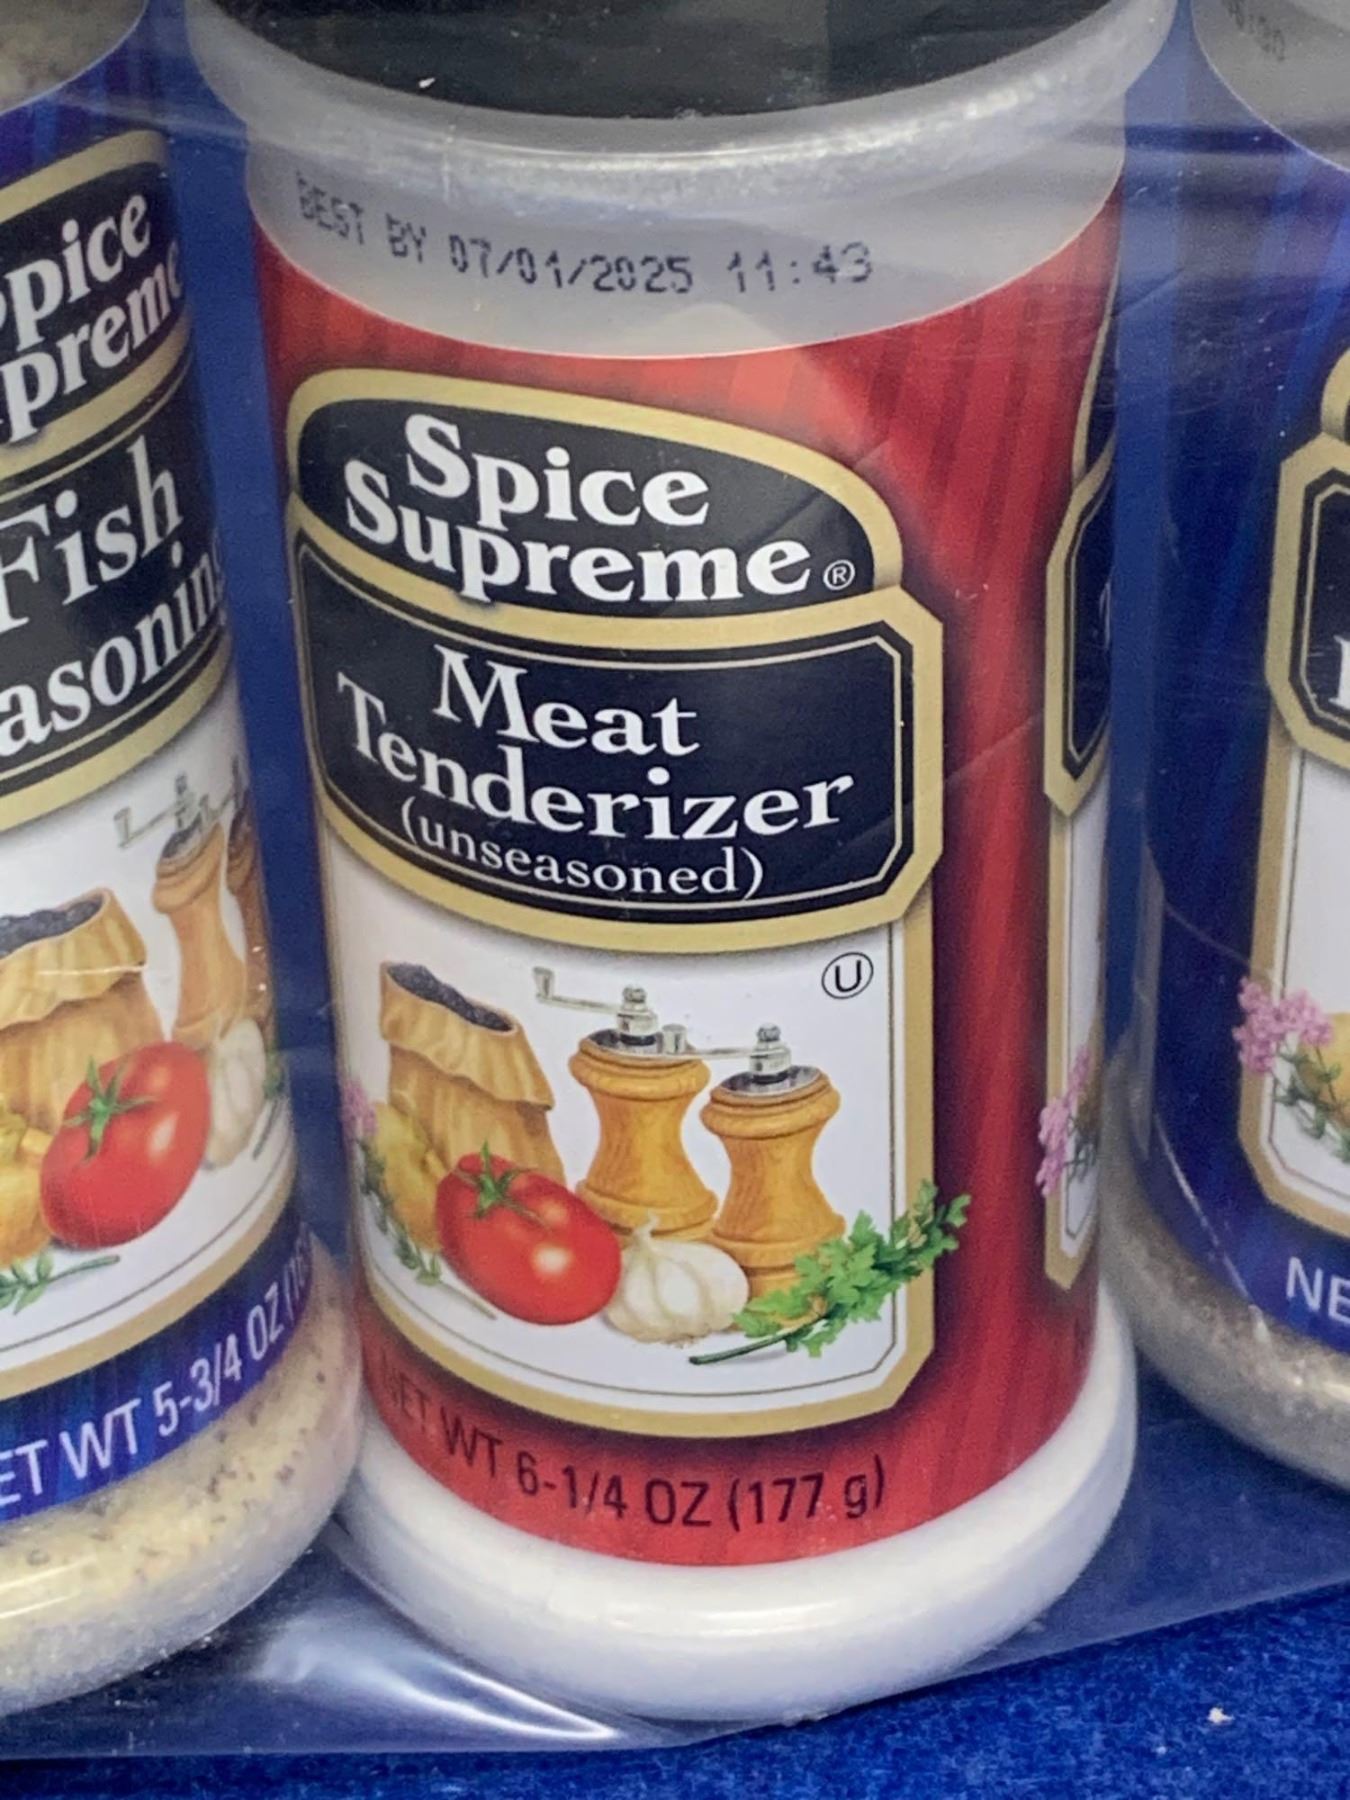 BEST BY 07/01/2025 11:43
Spice
Supreme®
Meat
Tenderizer
(unseasoned)
U
NET WT 6-1/4 OZ (177 g)
Fish
WT 5-3/4 OZ